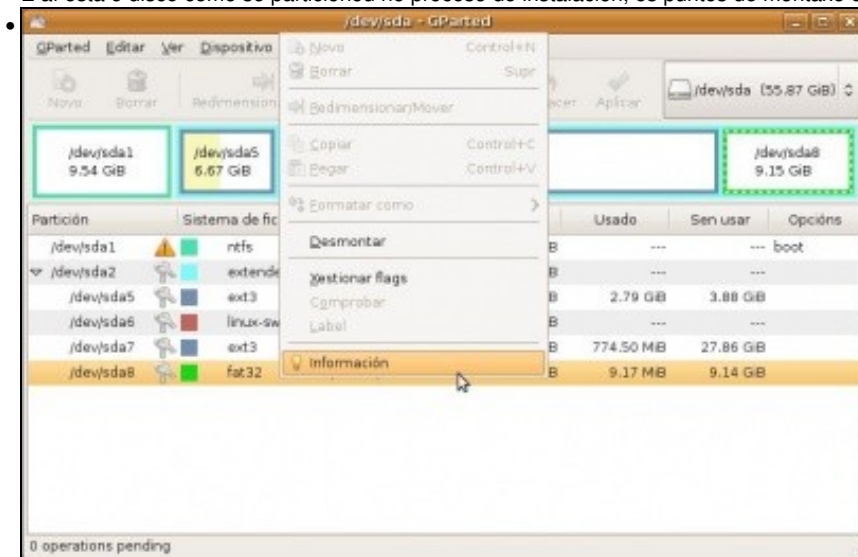 /dev/sda - GParted
GParted Editar Ver Dispositivo
Novo Borrar Redimension acer Aplicar /dev/sda (55.87 GiB)
Novo Control+N
Borrar Supr
Redimensionar/Mover
Copiar Control+C
Pegar Control+V
Formatar como
Desmontar
Xestionar flags
Comprobar
Label
Información
/dev/sda1 /dev/sda5 /dev/sda8
9.54 GiB 6.67 GiB 9.15 GiB
Partición Sistema de fic Usado Sen usar Opcións
/dev/sda1 ntfs B --- --- boot
/dev/sda2 extende B --- ---
/dev/sda5 ext3 B 2.79 GiB 3.88 GiB
/dev/sda6 linux-sw B --- ---
/dev/sda7 ext3 B 774.50 MiB 27.86 GiB
/dev/sda8 fat32 B 9.17 MiB 9.14 GiB
0 operations pending